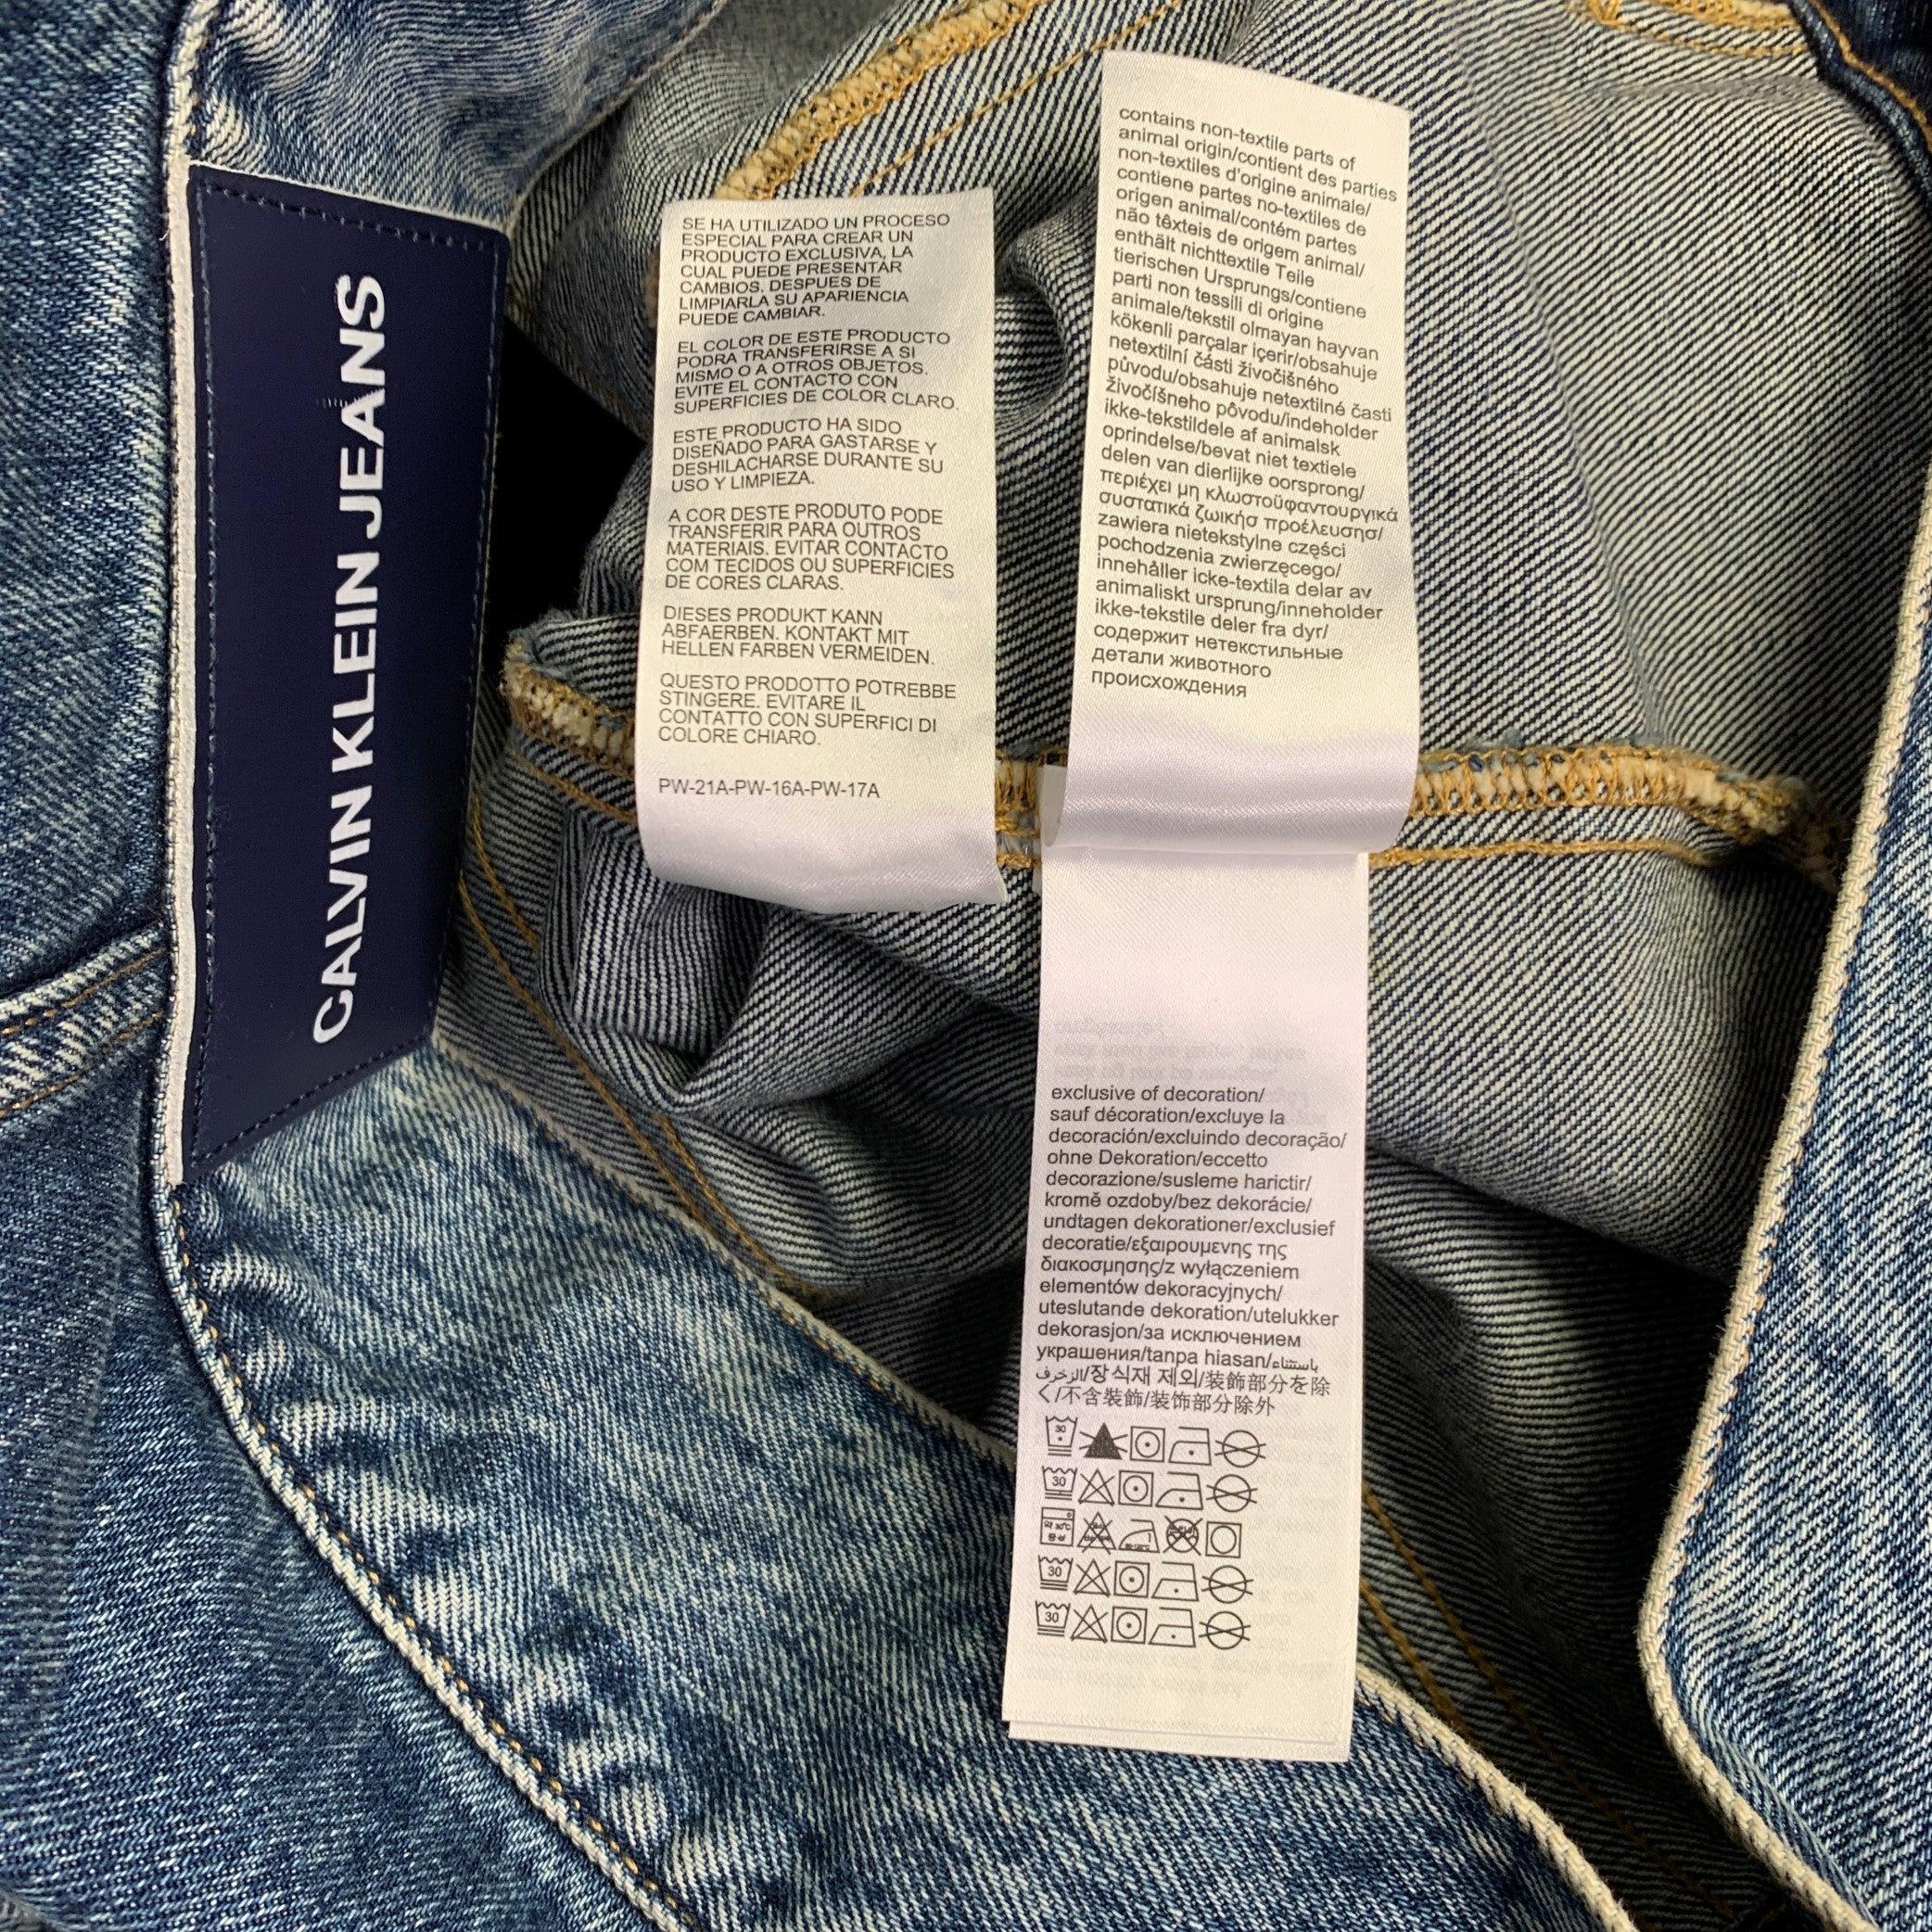 CALVIN KLEIN JEANS
SE HA UTILIZADO UN PROCESO
ESPECIAL PARA CREAR UN
PRODUCTO EXCLUSIVA, LA
CUAL PUEDE PRESENTAR
CAMBIOS. DESPUES DE
LIMPIARLA SU APARIENCIA
PUEDE CAMBIAR.
EL COLOR DE ESTE PRODUCTO
PODRA TRANSFERIRSE A SI
MISMO O A OTROS OBJETOS.
EVITE EL CONTACTO CON
SUPERFICIES DE COLOR CLARO.
ESTE PRODUCTO HA SIDO
DISEÑADO PARA GASTARSE Y
DESHILACHARSE DURANTE SU
USO Y LIMPIEZA.
A COR DESTE PRODUTO PODE
TRANSFERIR PARA OUTROS
MATERIAIS. EVITAR CONTACTO
COM TECIDOS OU SUPERFICIES
DE CORES CLARAS.
DIESES PRODUKT KANN
ABFAERBEN. KONTAKT MIT
HELLEN FARBEN VERMEIDEN.
QUESTO PRODOTTO POTREBBE
STINGERE. EVITARE IL
CONTATTO CON SUPERFICI DI
COLORE CHIARO.
PW-21A-PW-16A-PW-17A
contains non-textile parts of
animal origin/contient des parties
non-textiles d'origine animale/
contiene partes no-textiles de
origen animal/contém partes
não têxteis de origem animal/
enthält nichttextile Teile
tierischen Ursprungs/contiene
parti non tessili di origine
animale/tekstil olmayan hayvan
kökenli parçalar içerir/obsahuje
netextilní části živočišného
původu/obsahuje netextilné časti
živočíšneho pôvodu/indeholder
ikke-tekstildele af animalsk
oprindelse/bevat niet textiele
delen van dierlijke oorsprong/
περιέχει μη κλωστοϋφαντουργικά
συστατικά ζωικήσ προέλευσησ/
zawiera nietekstylne części
pochodzenia zwierzęcego/
innehåller icke-textila delar av
animaliskt ursprung/inneholder
ikke-tekstile deler fra dyr/
содержит нетекстильные
детали животного
происхождения
exclusive of decoration/
sauf décoration/excluye la
decoración/excluindo decoração/
ohne Dekoration/eccetto
decorazione/susleme harictir/
kromě ozdoby/bez dekorácie/
undtagen dekorationer/exclusief
decoratie/εξαιρουμενης της
διακοσμησης/z wyłączeniem
elementów dekoracyjnych/
uteslutande dekoration/utelukker
dekorasjon/за исключением
украшения/tanpa hiasan/باستثناء
الزخرف/장식재 제외/装飾部分を除
く/不含裝飾/装饰部分除外
30
30
30
30